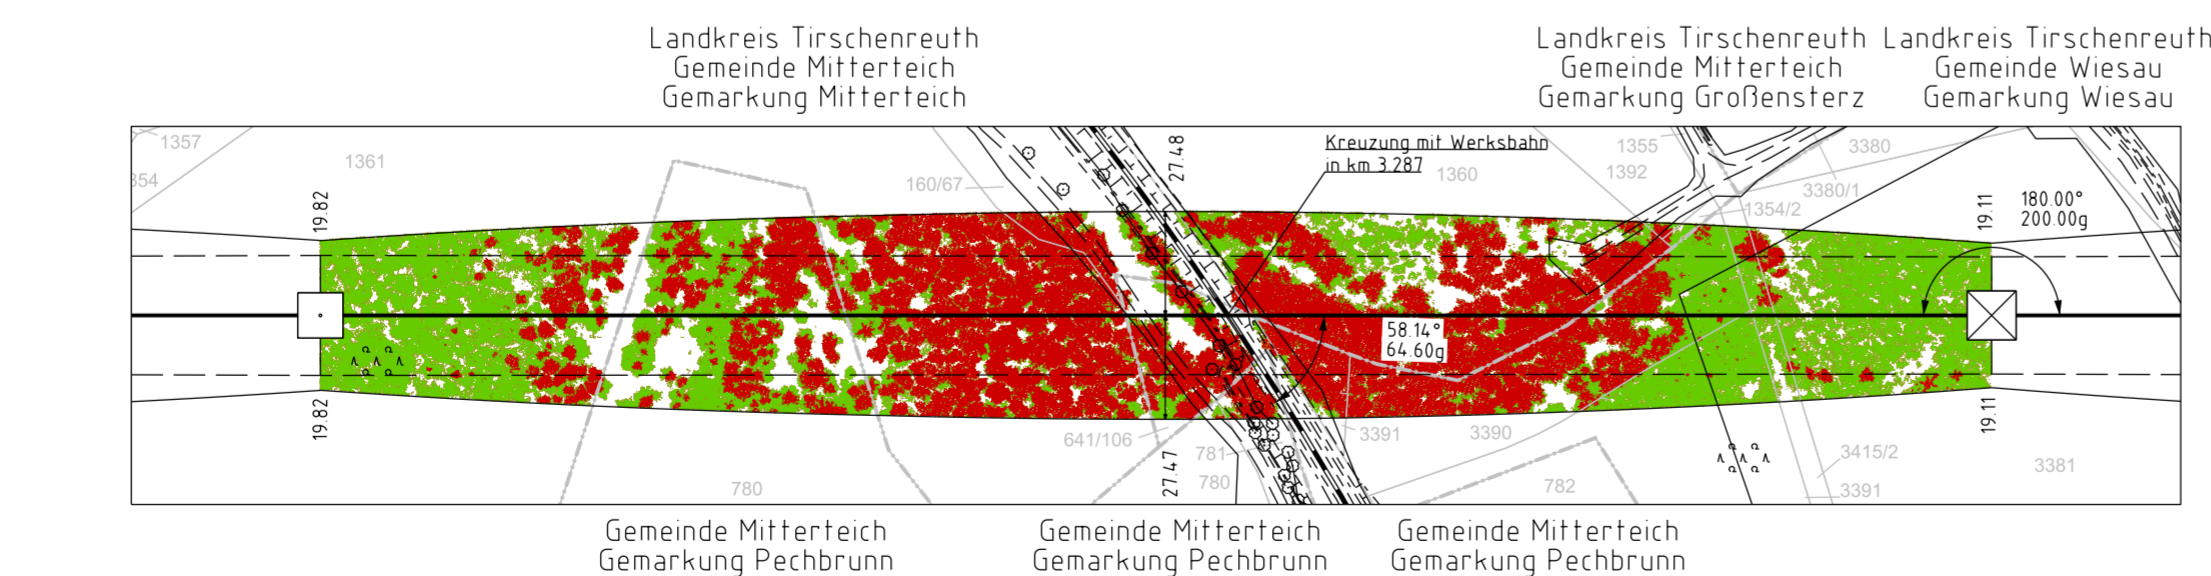 Landkreis Tirschenreuth
Gemeinde Mitterteich
Gemarkung Mitterteich
Landkreis Tirschenreuth
Gemeinde Mitterteich
Gemarkung Großensterz
Landkreis Tirschenreuth
Gemeinde Wiesau
Gemarkung Wiesau
1357
1361
354
19.82
160/67
27.48
Kreuzung mit Werksbahn
in km 3.287
1360
1355
1392
3380
3380/1
1354/2
19.11
180.00°
200.00g
58.14°
64.60g
19.82
641/106
27.47
781
780
3391
3390
19.11
780
782
3415/2
3391
3381
Gemeinde Mitterteich
Gemarkung Pechbrunn
Gemeinde Mitterteich
Gemarkung Pechbrunn
Gemeinde Mitterteich
Gemarkung Pechbrunn